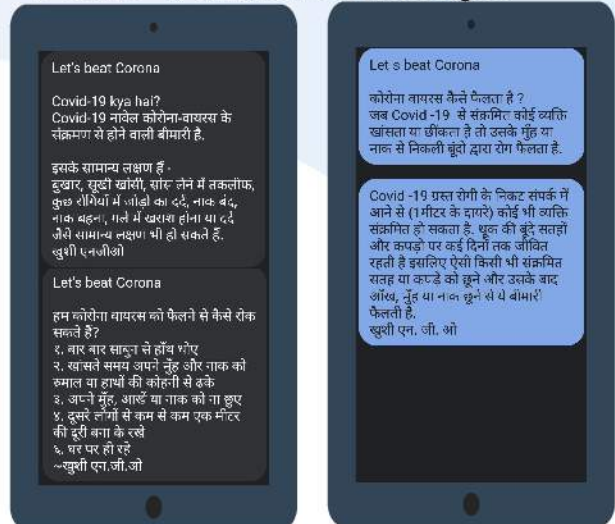 Let's beat Corona
Covid-19 kya hai?
Covid-19 नावेल कोरोना-वायरस के
संक्रमण से होने वाली बीमारी है.
इसके सामान्य लक्षण हैं -
बुखार, सूखी खांसी, सांस लेने में तकलीफ,
कुछ रोगियों में जोड़ो का दर्द, नाक बंद,
नाक बहना, गले में खराश होना या दर्द
जैसे सामान्य लक्षण भी हो सकते हैं.
खुशी एनजीओ
Let's beat Corona
हम कोरोना वायरस को फैलने से कैसे रोक
सकते हैं?
१. बार बार साबुन से हाँथ धोए
२. खांसते समय अपने मुँह और नाक को
रुमाल या हाथों की कोहनी से ढके
३. अपने मुँह, आखें या नाक को ना छुए
४. दूसरे लोगों से कम से कम एक मीटर
की दूरी बना के रखे
५. घर पर ही रहे
~खुशी एन.जी.ओ
Let s beat Corona
कोरोना वायरस कैसे फैलता है ?
जब Covid -19 से संक्रमित कोई व्यक्ति
खांसता या छींकता है तो उसके मुँह या
नाक से निकली बूंदो द्वारा रोग फैलता है.
Covid -19 ग्रस्त रोगी के निकट संपर्क में
आने से (1मीटर के दायरे) कोई भी व्यक्ति
संक्रमित हो सकता है. थूक की बूंदे सतहों
और कपड़ो पर कई दिनों तक जीवित
रहती है इसलिए ऐसी किसी भी संक्रमित
सतह या कपडे को छूने और उसके बाद
आँख, मुँह या नाक छूने से ये बीमारी
फैलती है.
खुशी एन. जी. ओ